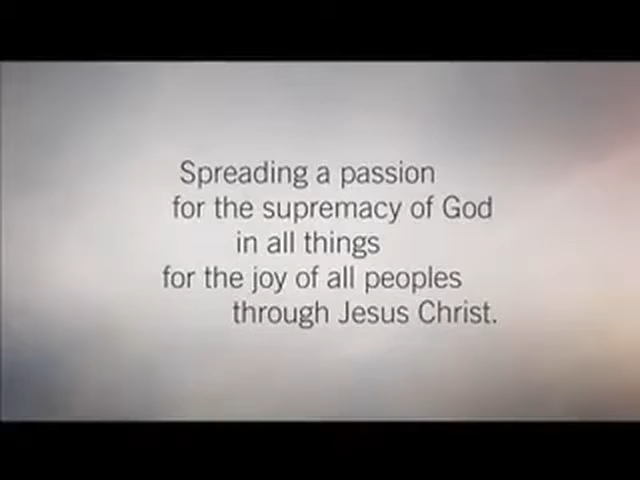 Spreading a passion
for the supremacy of God
in all things
for the joy of all peoples
through Jesus Christ.